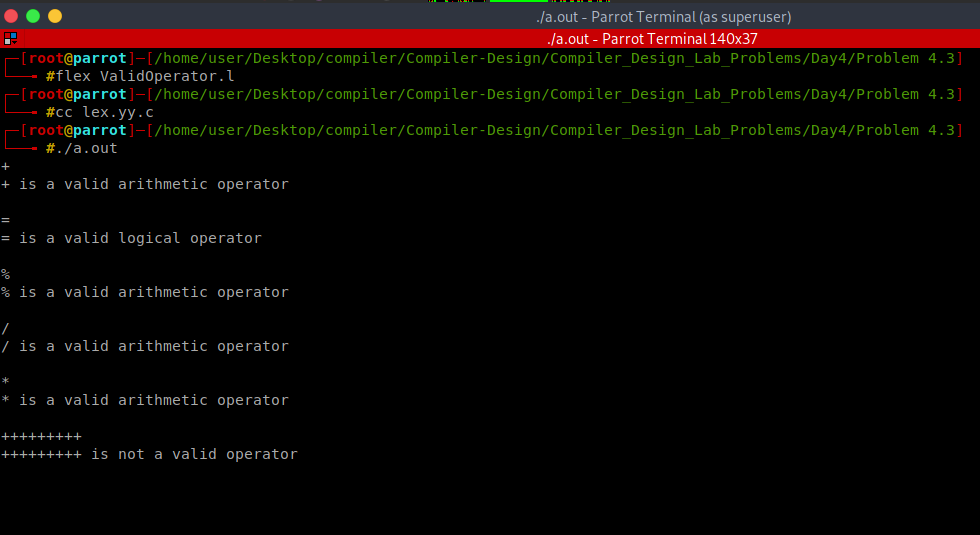 ./a.out - Parrot Terminal (as superuser)
./a.out - Parrot Terminal 140x37
┌─[root@parrot]─[/home/user/Desktop/compiler/Compiler-Design/Compiler_Design_Lab_Problems/Day4/Problem 4.3]
└──╼ #flex ValidOperator.l
┌─[root@parrot]─[/home/user/Desktop/compiler/Compiler-Design/Compiler_Design_Lab_Problems/Day4/Problem 4.3]
└──╼ #cc lex.yy.c
┌─[root@parrot]─[/home/user/Desktop/compiler/Compiler-Design/Compiler_Design_Lab_Problems/Day4/Problem 4.3]
└──╼ #./a.out
+
+ is a valid arithmetic operator
=
= is a valid logical operator
%
% is a valid arithmetic operator
/
/ is a valid arithmetic operator
*
* is a valid arithmetic operator
+++++++++
+++++++++ is not a valid operator